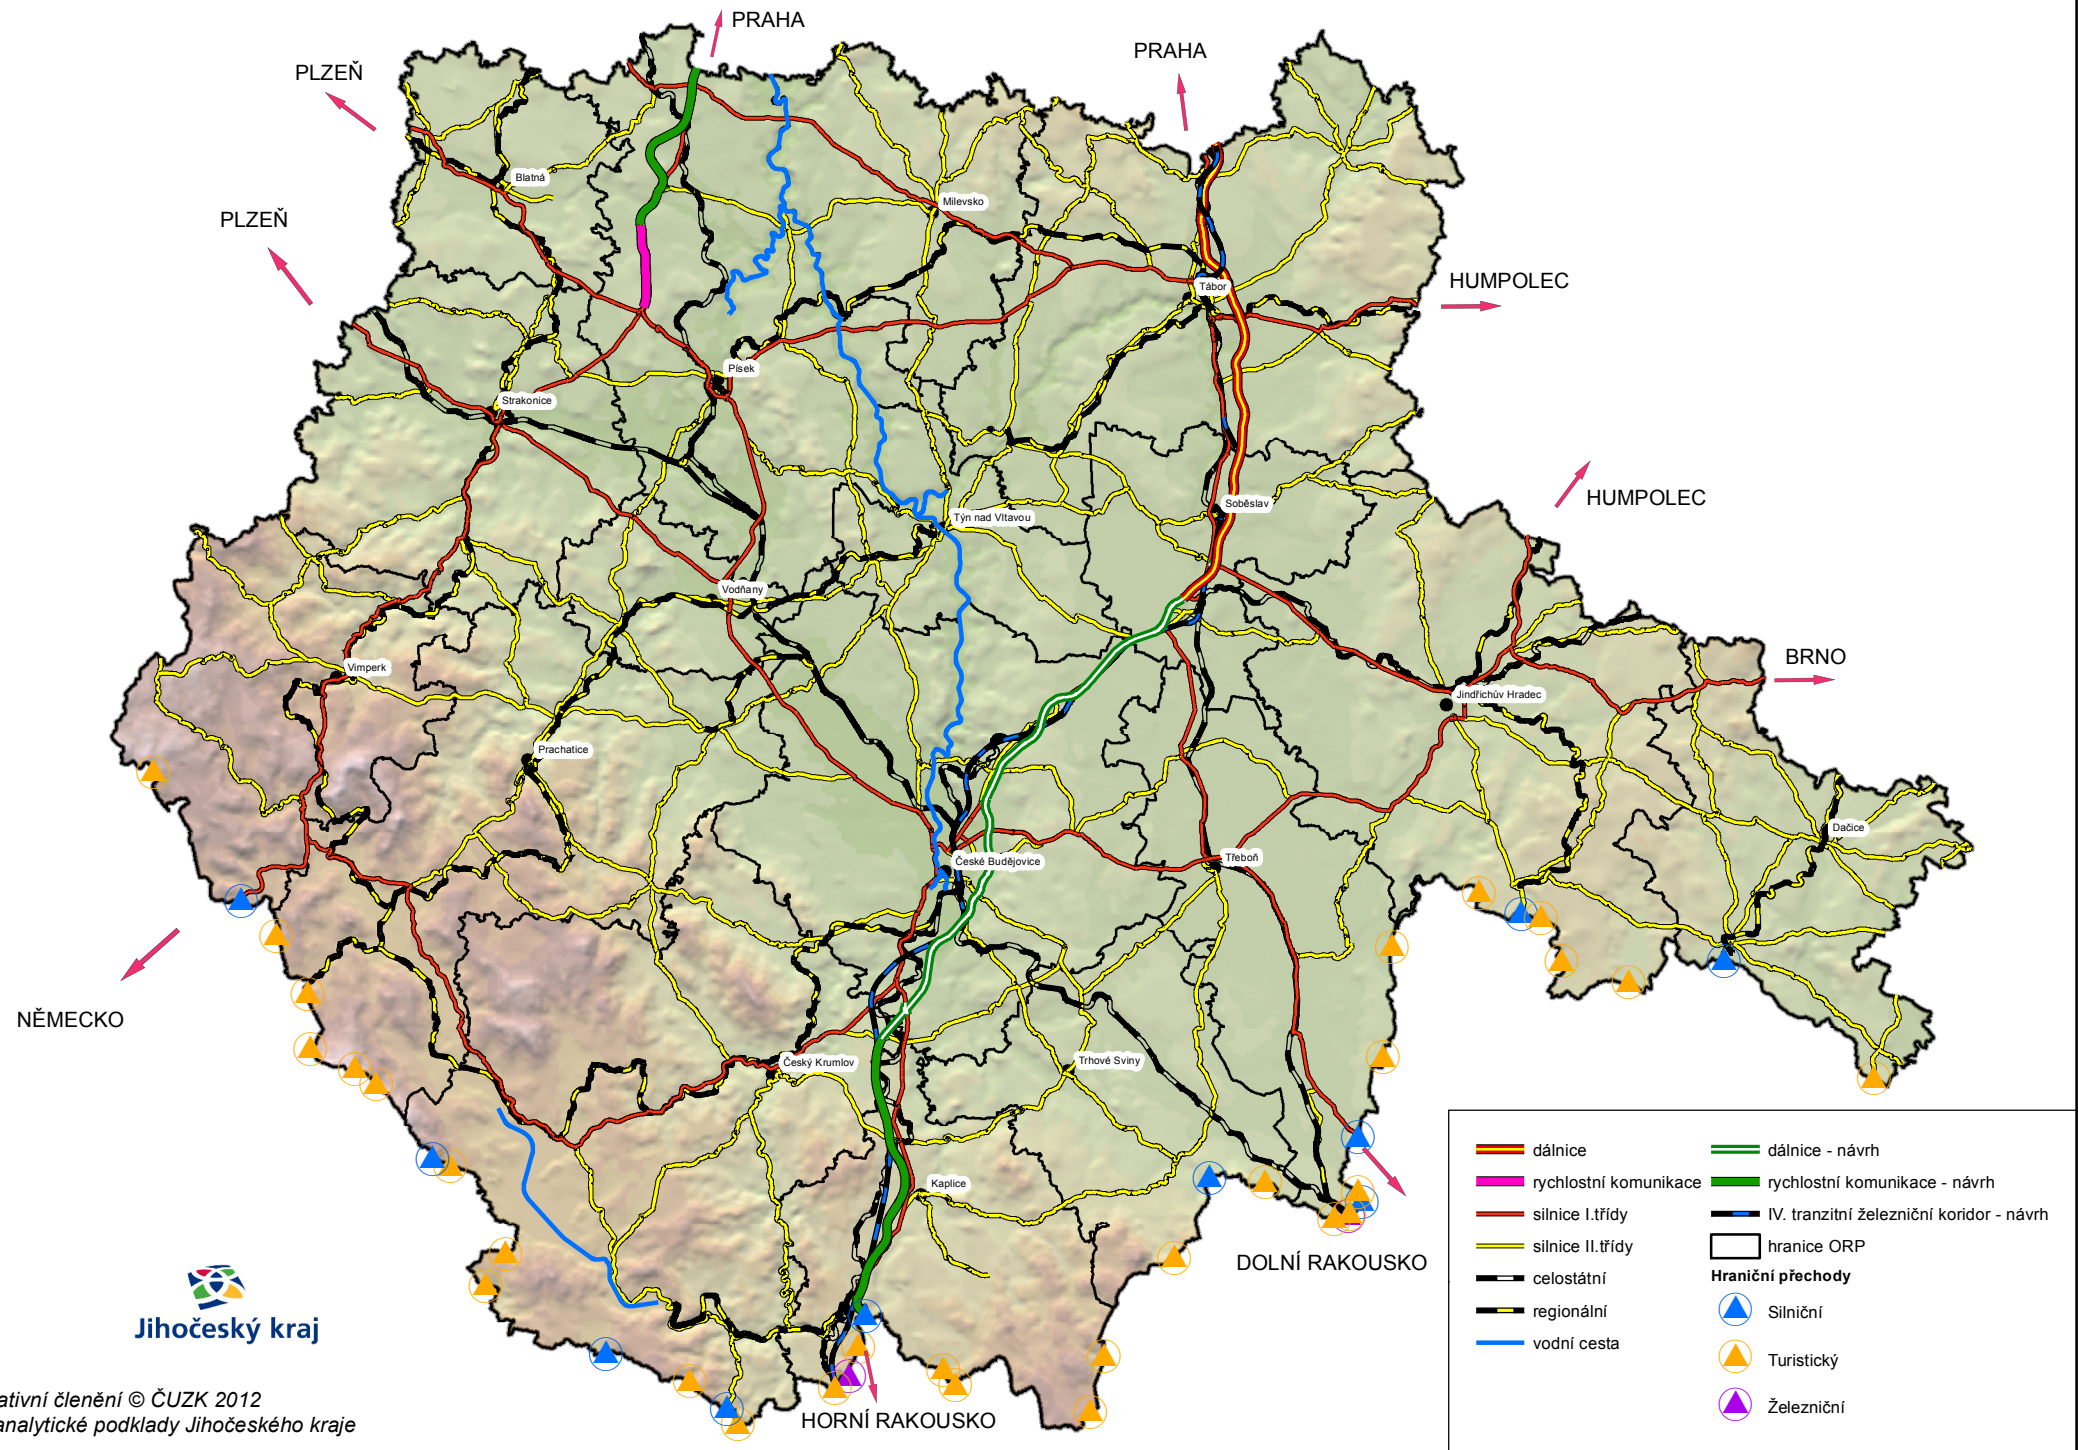 PRAHA
PRAHA
PLZEŇ
Blatná
Milevsko
PLZEŇ
HUMPOLEC
Tábor
Písek
Strakonice
HUMPOLEC
Soběslav
Týn nad Vltavou
Vodňany
BRNO
Vimperk
Jindřichův Hradec
Prachatice
Dačice
České Budějovice
Třeboň
NĚMECKO
Český Krumlov
Trhové Sviny
Kaplice
DOLNÍ RAKOUSKO
HORNÍ RAKOUSKO
dálnice
rychlostní komunikace
silnice I.třídy
silnice II.třídy
celostátní
regionální
vodní cesta
dálnice - návrh
rychlostní komunikace - návrh
IV. tranzitní železniční koridor - návrh
hranice ORP
Hraniční přechody
Silniční
Turistický
Železniční
Jihočeský kraj
ativní členění © ČUZK 2012
analytické podklady Jihočeského kraje